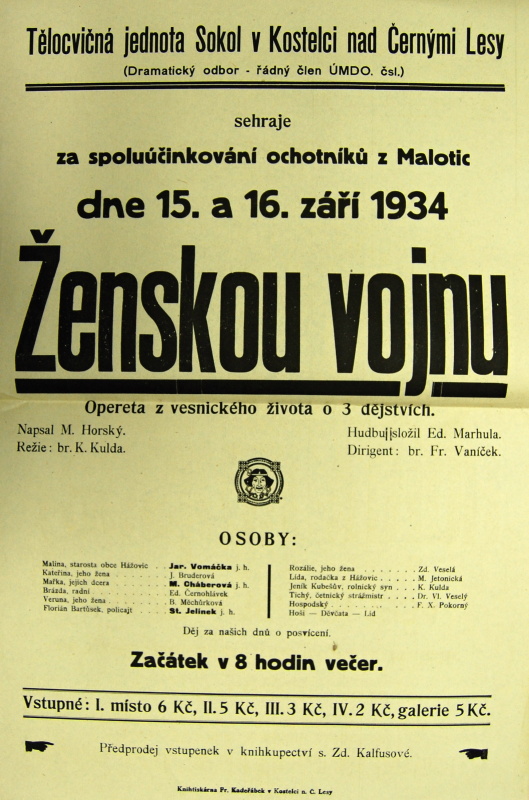 Tělocvičná jednota Sokol v Kostelci nad Černými Lesy
(Dramatický odbor - řádný člen ÚMDO. čsl.)
sehraje
za spoluúčinkování ochotníků z Malotic
dne 15. a 16. září 1934
Ženskou vojnu
Opereta z vesnického života o 3 dějstvích.
Napsal M. Horský.
Režie: br. K. Kulda.
Hudbu složil Ed. Marhula.
Dirigent: br. Fr. Vaníček.
OSOBY:
Malina, starosta obce Hážovic . . Jar. Vomáčka j. h.
Kateřina, jeho žena . . . . . . J. Bruderová
Mařka, jejich dcera . . . . . . M. Cháberová j. h.
Brázda, radní . . . . . . . Ed. Černohlávek
Veruna, jeho žena . . . . . . B. Měchůrková
Florián Bartůšek, policajt . . . . St. Jelínek j. h.
Rozálie, jeho žena . . . . . . . Zd. Veselá
Lída, rodačka z Hážovic . . . . . M. Jetonická
Jeník Kubešův, rolnický syn . . . K. Kulda
Tichý, četnický strážmistr . . . . Dr. Vl. Veselý
Hospodský . . . . . . . . F. X. Pokorný
Hoši — Děvčata — Lid
Děj za našich dnů o posvícení.
Začátek v 8 hodin večer.
Vstupné: I. místo 6 Kč, II. 5 Kč, III. 3 Kč, IV. 2 Kč, galerie 5 Kč.
Předprodej vstupenek v knihkupectví s. Zd. Kalfusové.
Knihtiskárna Fr. Kadeřábek v Kostelci n. Č. Lesy